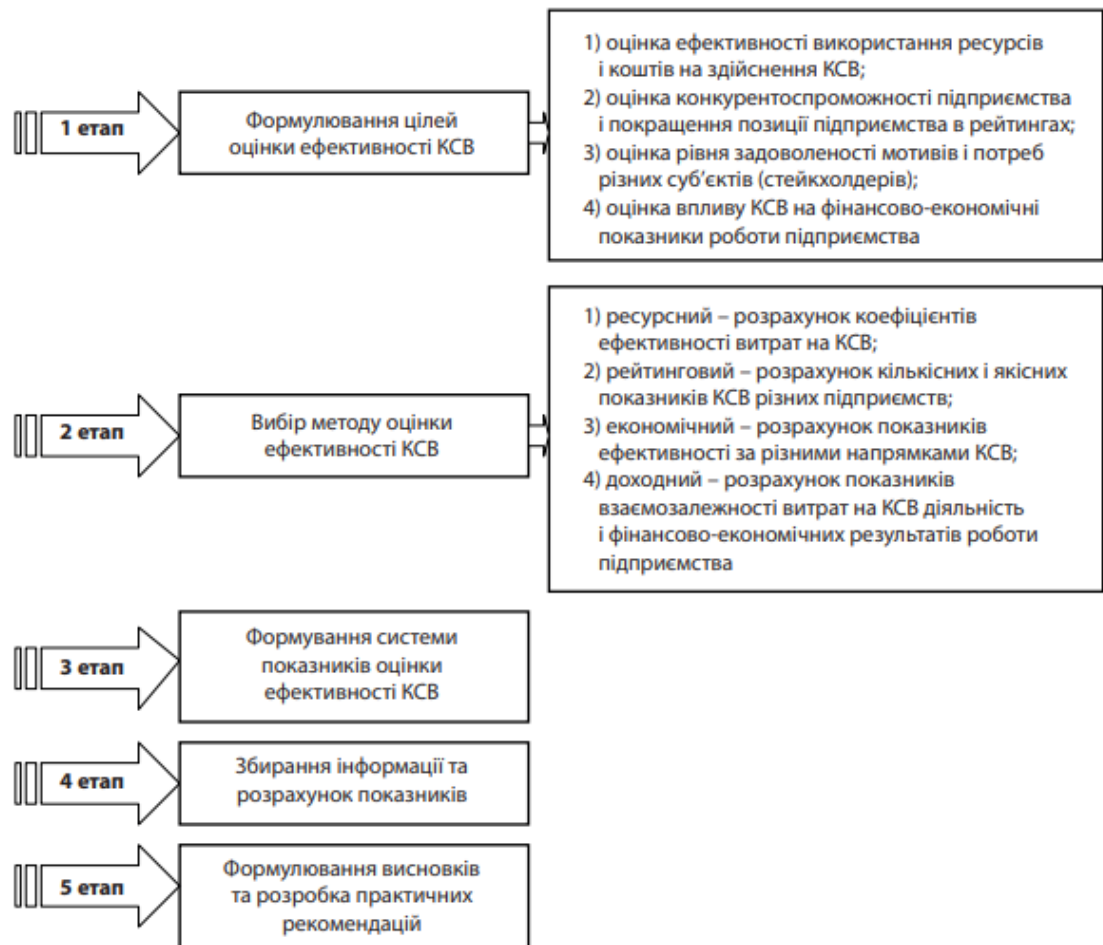 1 етап
Формулювання цілей
оцінки ефективності КСВ
1) оцінка ефективності використання ресурсів
і коштів на здійснення КСВ;
2) оцінка конкурентоспроможності підприємства
і покращення позиції підприємства в рейтингах;
3) оцінка рівня задоволеності мотивів і потреб
різних суб’єктів (стейкхолдерів);
4) оцінка впливу КСВ на фінансово-економічні
показники роботи підприємства
2 етап
Вибір методу оцінки
ефективності КСВ
1) ресурсний – розрахунок коефіцієнтів
ефективності витрат на КСВ;
2) рейтинговий – розрахунок кількісних і якісних
показників КСВ різних підприємств;
3) економічний – розрахунок показників
ефективності за різними напрямками КСВ;
4) доходний – розрахунок показників
взаємозалежності витрат на КСВ діяльність
і фінансово-економічних результатів роботи
підприємства
3 етап
Формування системи
показників оцінки
ефективності КСВ
4 етап
Збирання інформації та
розрахунок показників
5 етап
Формулювання висновків
та розробка практичних
рекомендацій